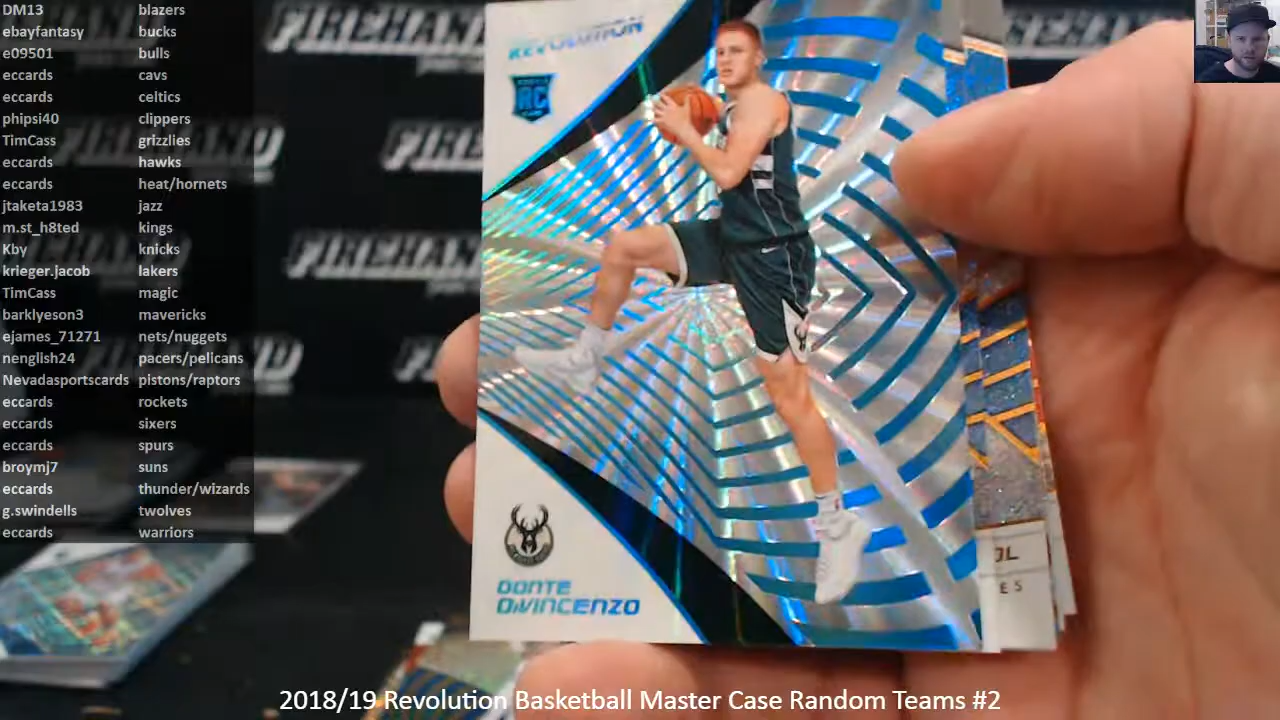 DM13 blazers
ebayfantasy bucks
e09501 bulls
eccards cavs
eccards celtics
phipsi40 clippers
TimCass grizzlies
eccards hawks
eccards heat/hornets
jtaketa1983 jazz
m.st_h8ted kings
Kby knicks
krieger.jacob lakers
TimCass magic
barklyeson3 mavericks
ejames_71271 nets/nuggets
nenglish24 pacers/pelicans
Nevadasportscards pistons/raptors
eccards rockets
eccards sixers
eccards spurs
broymj7 suns
eccards thunder/wizards
g.swindells twolves
eccards warriors
FIREHAND
REVOLUTION
RC
DONTE
DIVINCENZO
2018/19 Revolution Basketball Master Case Random Teams #2